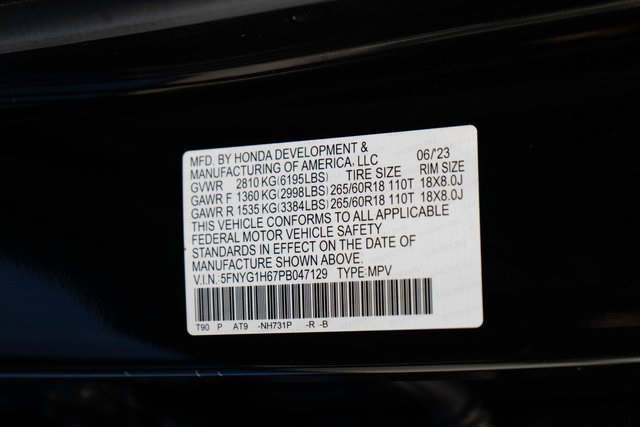 MFD. BY HONDA DEVELOPMENT &
MANUFACTURING OF AMERICA, LLC 06/'23
GVWR 2810 KG(6195LBS) TIRE SIZE RIM SIZE
GAWR F 1360 KG(2998LBS) 265/60R18 110T 18X8.0J
GAWR R 1535 KG(3384LBS) 265/60R18 110T 18X8.0J
THIS VEHICLE CONFORMS TO ALL APPLICABLE
FEDERAL MOTOR VEHICLE SAFETY
STANDARDS IN EFFECT ON THE DATE OF
MANUFACTURE SHOWN ABOVE.
V.I.N. 5FNYG1H67PB047129 TYPE: MPV
T90 P AT9 -NH731P -R -B